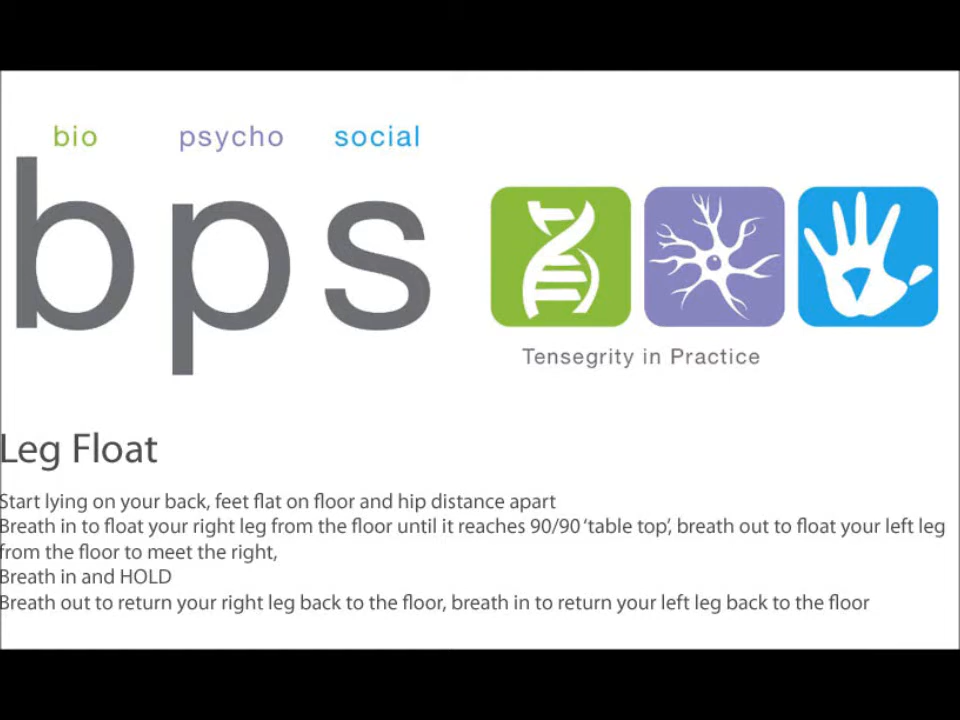 bio psycho social
bps
Tensegrity in Practice
Leg Float
Start lying on your back, feet flat on floor and hip distance apart
Breath in to float your right leg from the floor until it reaches 90/90 ‘table top’, breath out to float your left leg
from the floor to meet the right,
Breath in and HOLD
Breath out to return your right leg back to the floor, breath in to return your left leg back to the floor